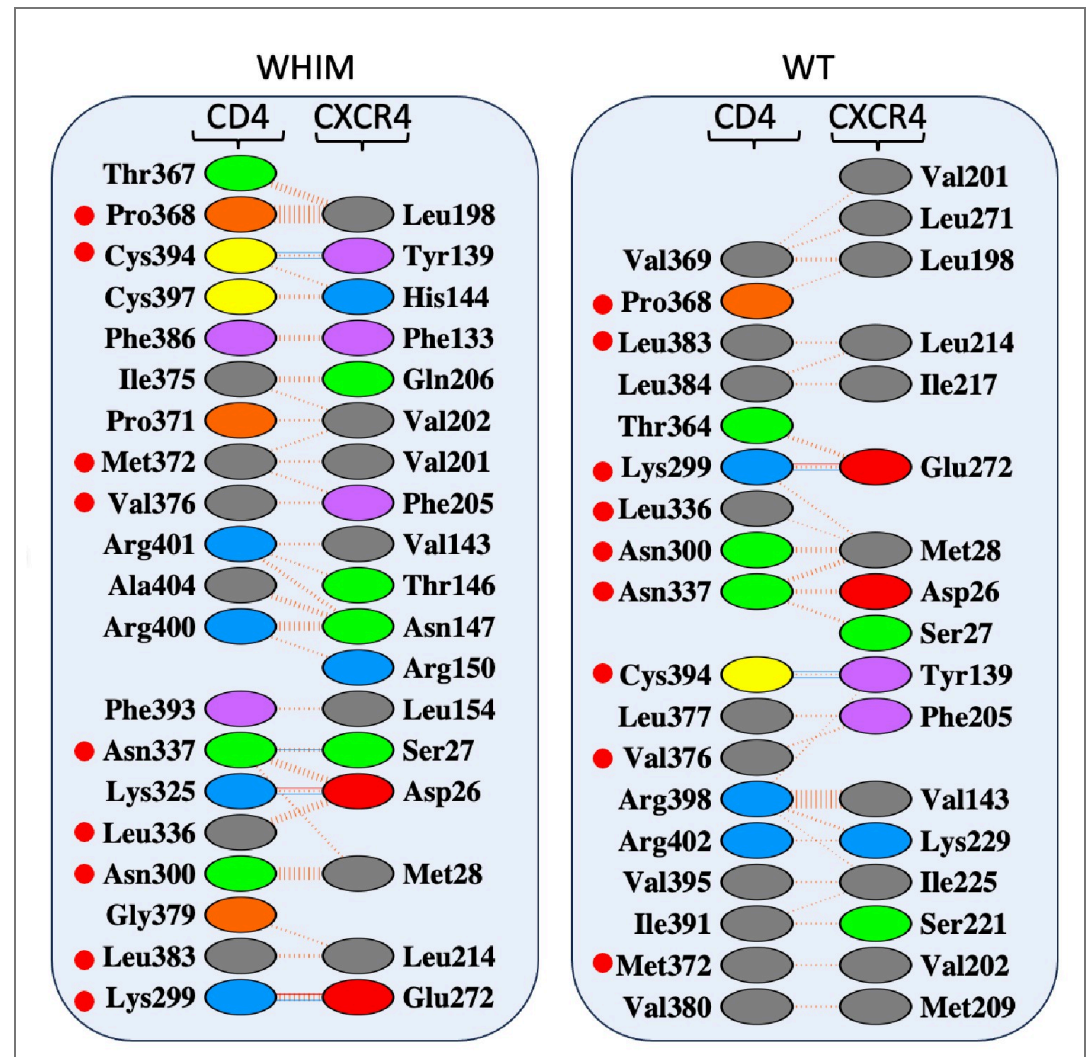 WHIM
CD4 CXCR4
Thr367
Pro368 Leu198
Cys394 Tyr139
Cys397 His144
Phe386 Phe133
Ile375 Gln206
Pro371 Val202
Met372 Val201
Val376 Phe205
Arg401 Val143
Ala404 Thr146
Arg400 Asn147
Arg150
Phe393 Leu154
Asn337 Ser27
Lys325 Asp26
Leu336
Asn300 Met28
Gly379
Leu383 Leu214
Lys299 Glu272
WT
CD4 CXCR4
Val201
Leu271
Val369 Leu198
Pro368
Leu383 Leu214
Leu384 Ile217
Thr364
Lys299 Glu272
Leu336
Asn300 Met28
Asn337 Asp26
Ser27
Cys394 Tyr139
Leu377 Phe205
Val376
Arg398 Val143
Arg402 Lys229
Val395 Ile225
Ile391 Ser221
Met372 Val202
Val380 Met209